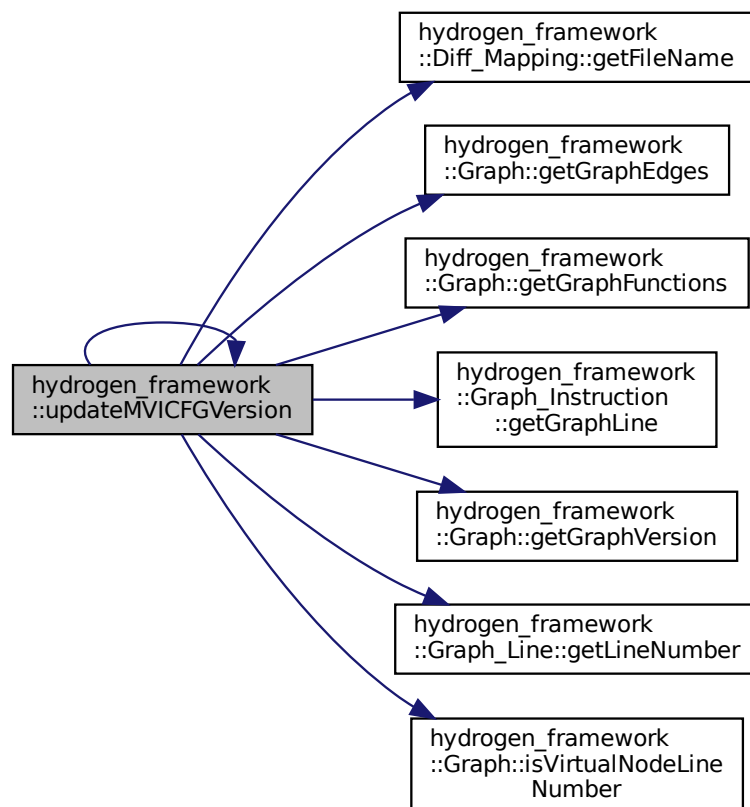 hydrogen_framework
::Diff_Mapping::getFileName
hydrogen_framework
::Graph::getGraphEdges
hydrogen_framework
::Graph::getGraphFunctions
hydrogen_framework
::updateMVICFGVersion
hydrogen_framework
::Graph_Instruction
::getGraphLine
hydrogen_framework
::Graph::getGraphVersion
hydrogen_framework
::Graph_Line::getLineNumber
hydrogen_framework
::Graph::isVirtualNodeLine
Number